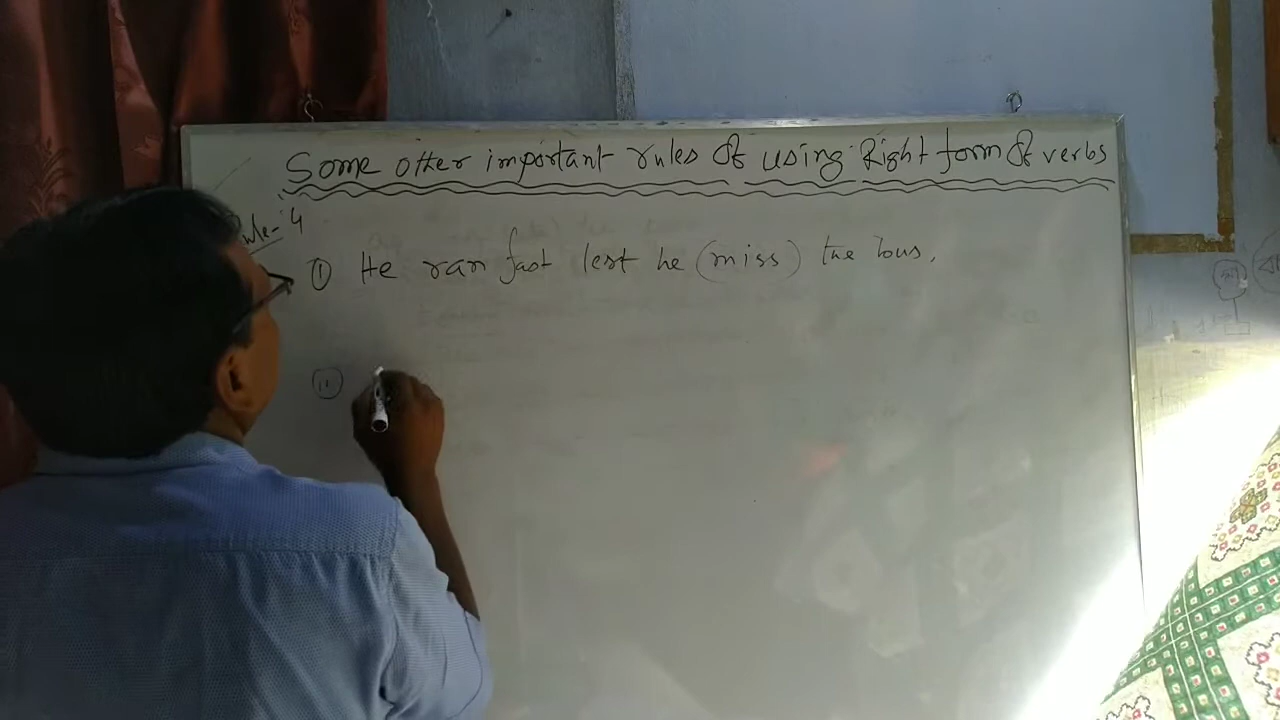 Some other important rules of using Right form of verbs
Rule-4
① He ran fast lest he (miss) the bus.
ii